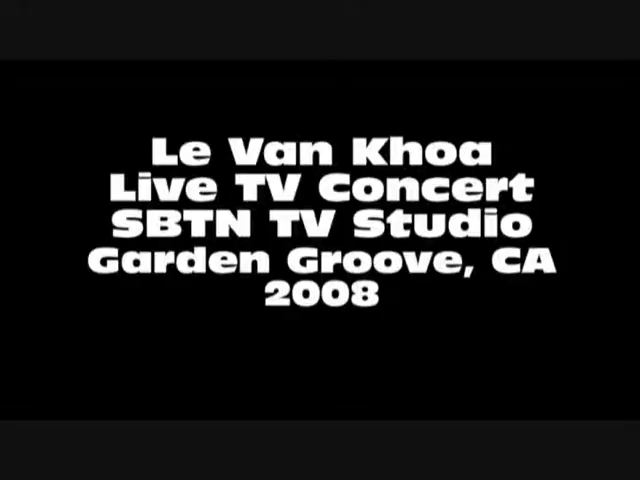 Le Van Khoa
Live TV Concert
SBTN TV Studio
Garden Groove, CA
2008